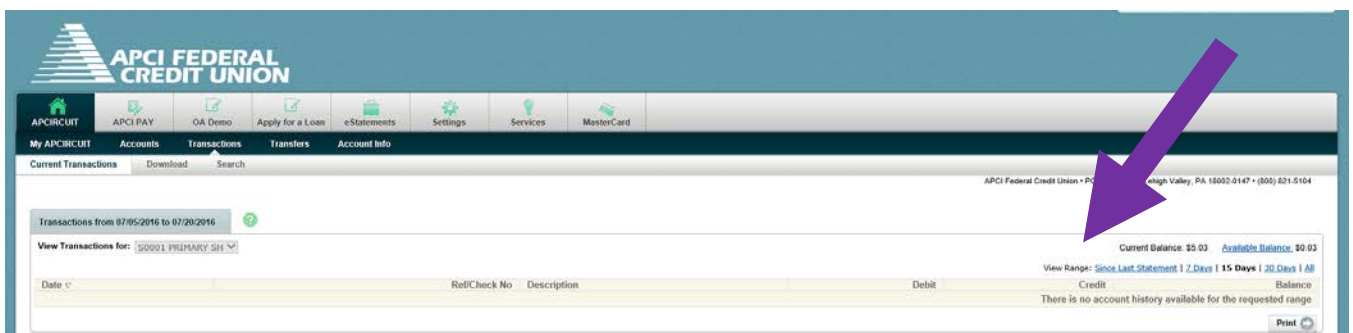 APCI FEDERAL
CREDIT UNION
APCIRCUIT APCI PAY OA Demo Apply for a Loan eStatements Settings Services MasterCard
My APCIRCUIT Accounts Transactions Transfers Account Info
Current Transactions Download Search
APCI Federal Credit Union • Valley, PA 18002-0147 • (800) 821-5104
Transactions from 07/05/2016 to 07/20/2016 ?
View Transactions for: S0001 PRIMARY SH
Current Balance: $5.03 Available Balance: $0.03
View Range: Since Last Statement | 7 Days | 15 Days | 30 Days | All
Date Ref/Check No Description Debit Credit Balance
There is no account history available for the requested range
Print